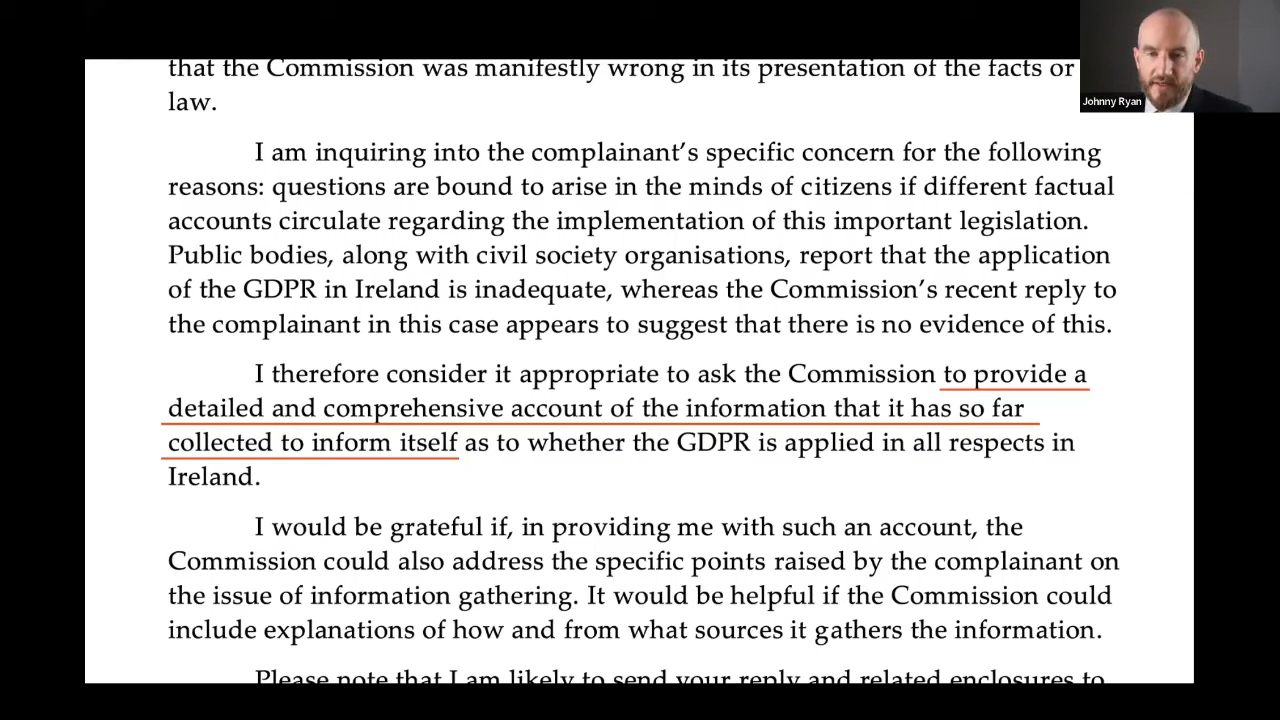 that the Commission was manifestly wrong in its presentation of the facts or
law.
I am inquiring into the complainant’s specific concern for the following
reasons: questions are bound to arise in the minds of citizens if different factual
accounts circulate regarding the implementation of this important legislation.
Public bodies, along with civil society organisations, report that the application
of the GDPR in Ireland is inadequate, whereas the Commission’s recent reply to
the complainant in this case appears to suggest that there is no evidence of this.
I therefore consider it appropriate to ask the Commission to provide a
detailed and comprehensive account of the information that it has so far
collected to inform itself as to whether the GDPR is applied in all respects in
Ireland.
I would be grateful if, in providing me with such an account, the
Commission could also address the specific points raised by the complainant on
the issue of information gathering. It would be helpful if the Commission could
include explanations of how and from what sources it gathers the information.
Please note that I am likely to send your reply and related enclosures to
Johnny Ryan